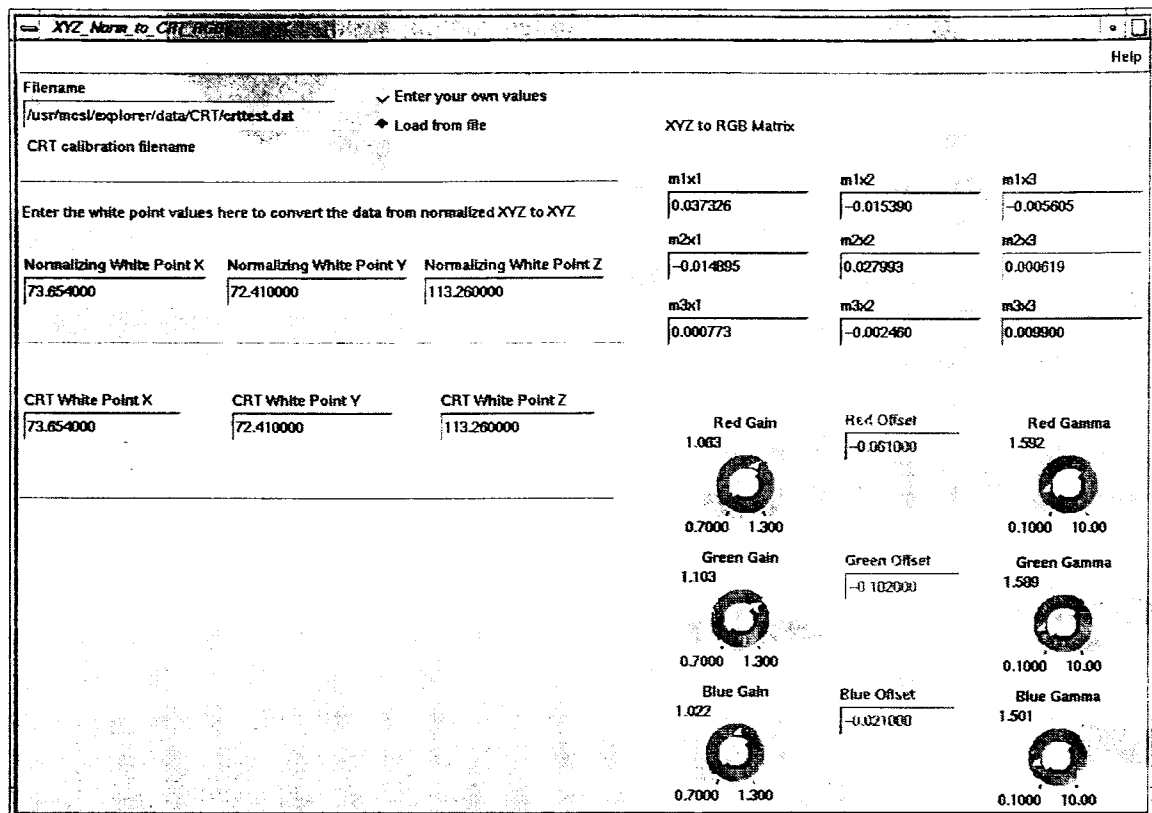 XYZ_Norm_to_CRT_RGB
Help
Filename
/usr/mcsl/explorer/data/CRT/crttest.dat
CRT calibration filename
Enter your own values
Load from file
Enter the white point values here to convert the data from normalized XYZ to XYZ
Normalizing White Point X Normalizing White Point Y Normalizing White Point Z
73.654000 72.410000 113.260000
CRT White Point X CRT White Point Y CRT White Point Z
73.654000 72.410000 113.260000
XYZ to RGB Matrix
m1x1 m1x2 m1x3
0.037326 -0.015390 -0.005605
m2x1 m2x2 m2x3
-0.014895 0.027993 0.000619
m3x1 m3x2 m3x3
0.000773 -0.002460 0.009900
Red Gain Red Offset Red Gamma
1.063 -0.061000 1.592
0.7000 1.300 0.1000 10.00
Green Gain Green Offset Green Gamma
1.103 -0.102000 1.589
0.7000 1.300 0.1000 10.00
Blue Gain Blue Offset Blue Gamma
1.022 -0.021000 1.501
0.7000 1.300 0.1000 10.00